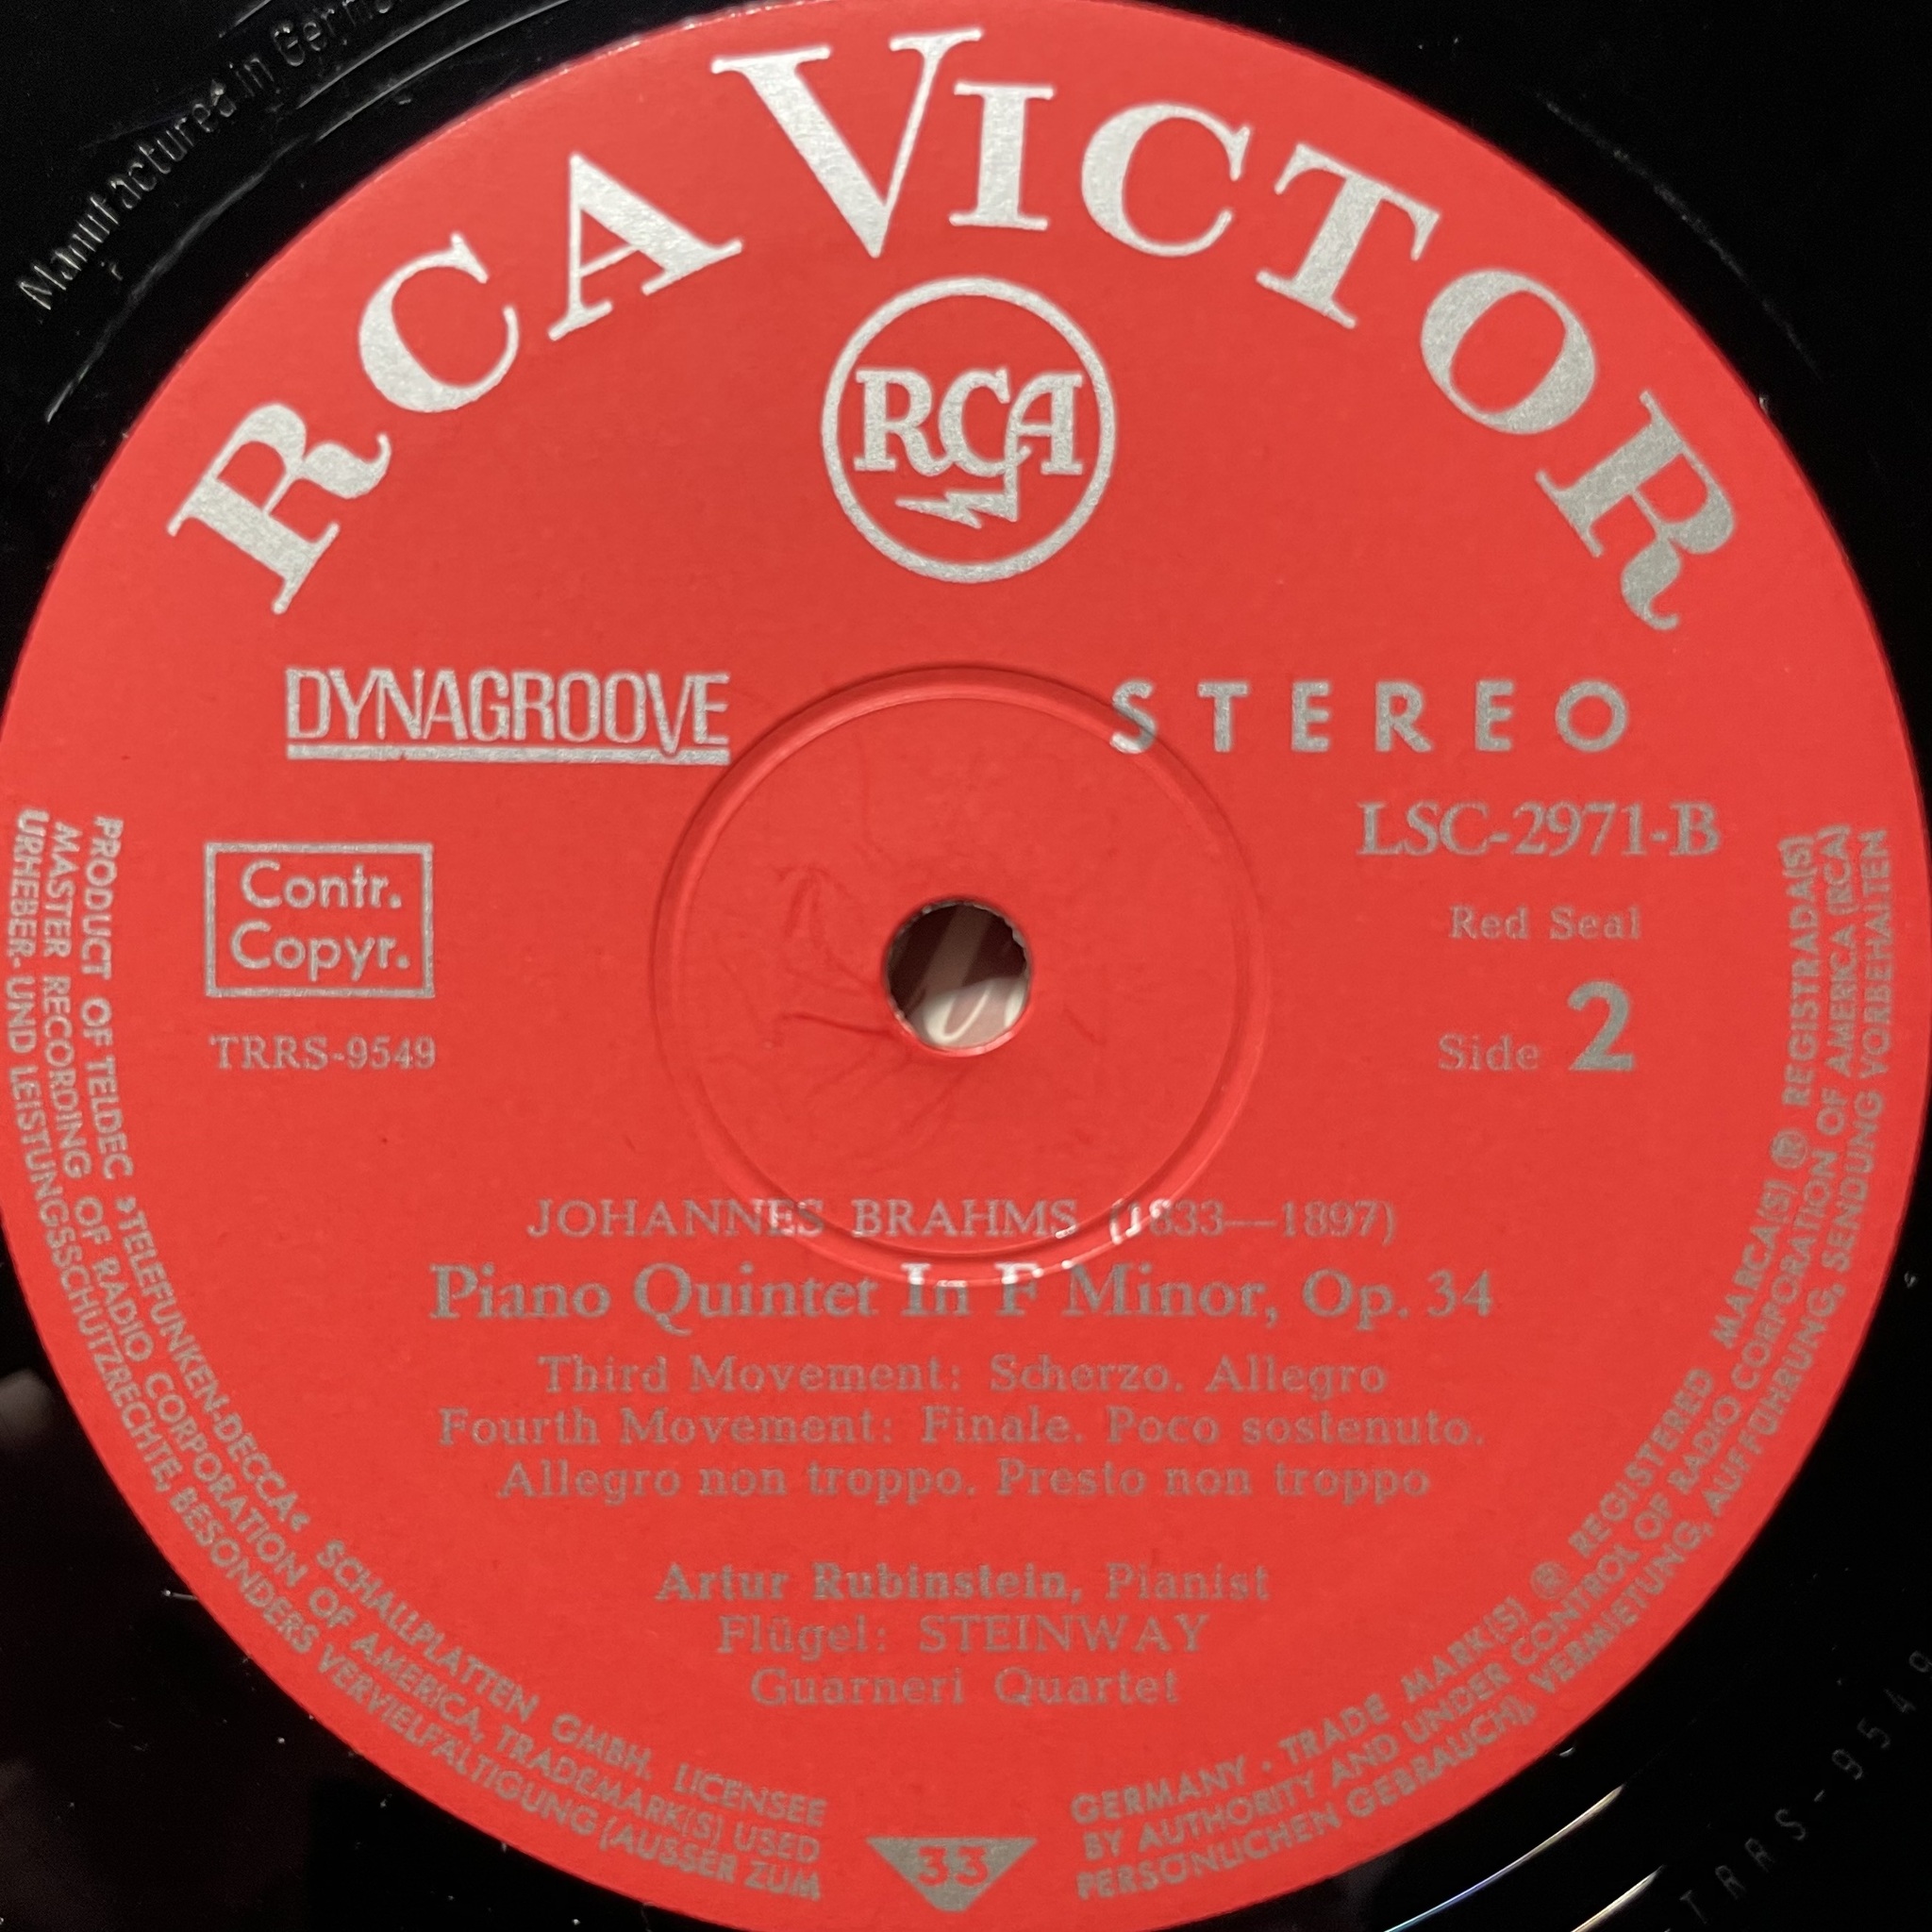 Manufactured in
RCA VICTOR
RCA
DYNAGROOVE
STEREO
LSC-2971-B
Contr.
Copyr.
Red Seal
Side 2
TRRS-9549
JOHANNES BRAHMS (1833—1897)
Piano Quintet In F Minor, Op. 34
Third Movement: Scherzo. Allegro
Fourth Movement: Finale. Poco sostenuto.
Allegro non troppo. Presto non troppo
Artur Rubinstein, Pianist
Flügel: STEINWAY
Guarneri Quartet
PRODUCT OF TELDEC »TELEFUNKEN-DECCA« SCHALLPLATTEN GMBH. LICENSEE GERMANY · TRADE MARK(S) ® REGISTERED MARCA(S) ® REGISTRADA(S)
MASTER RECORDING OF RADIO CORPORATION OF AMERICA, TRADEMARK(S) USED BY AUTHORITY AND UNDER CONTROL OF RADIO CORPORATION OF AMERICA (RCA)
URHEBER- UND LEISTUNGSSCHUTZRECHTE, BESONDERS VERVIELFÄLTIGUNG (AUSSER ZUM PERSÖNLICHEN GEBRAUCH), VERMIETUNG, AUFFÜHRUNG, SENDUNG VORBEHALTEN
33
TRRS-9549